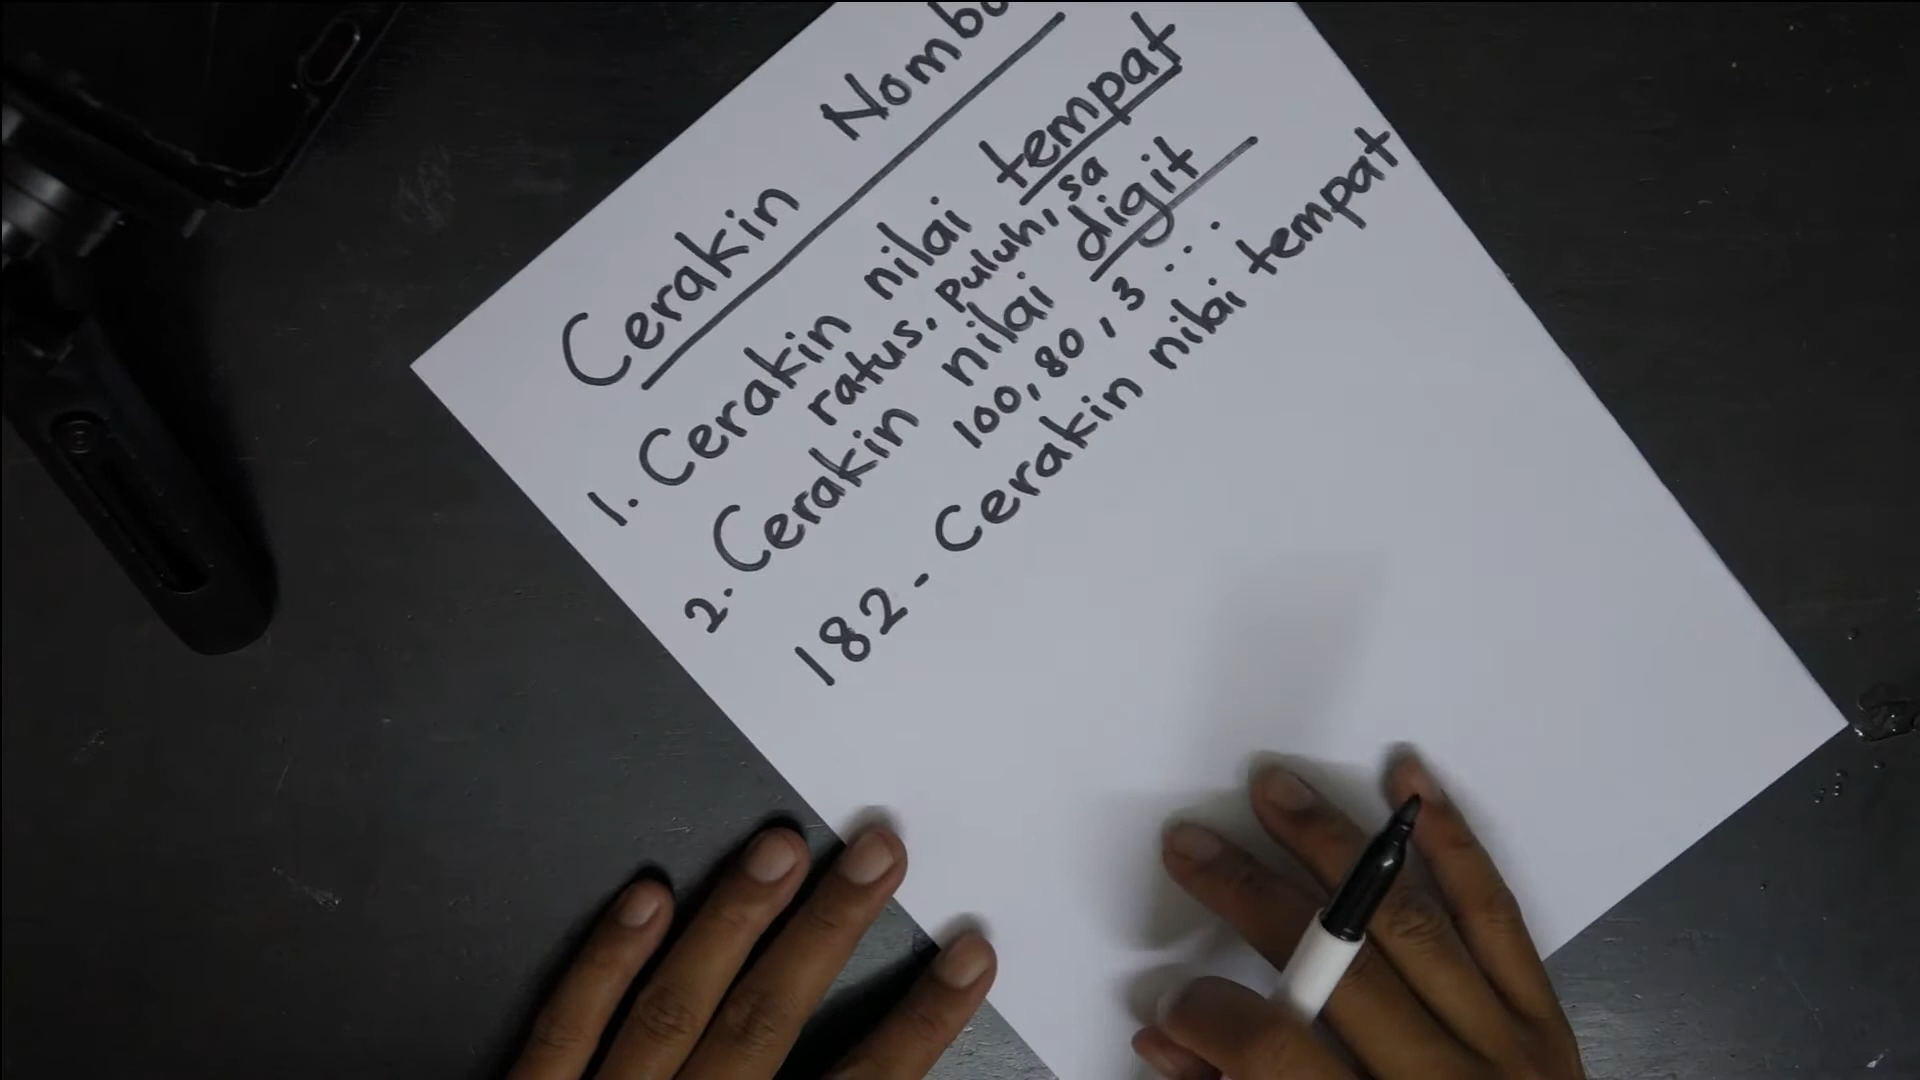 Cerakin
1. Cerakin nilai tempat
ratus, puluh, sa
2. Cerakin nilai digit
100, 80, 3 ...
182 - Cerakin nilai tempat